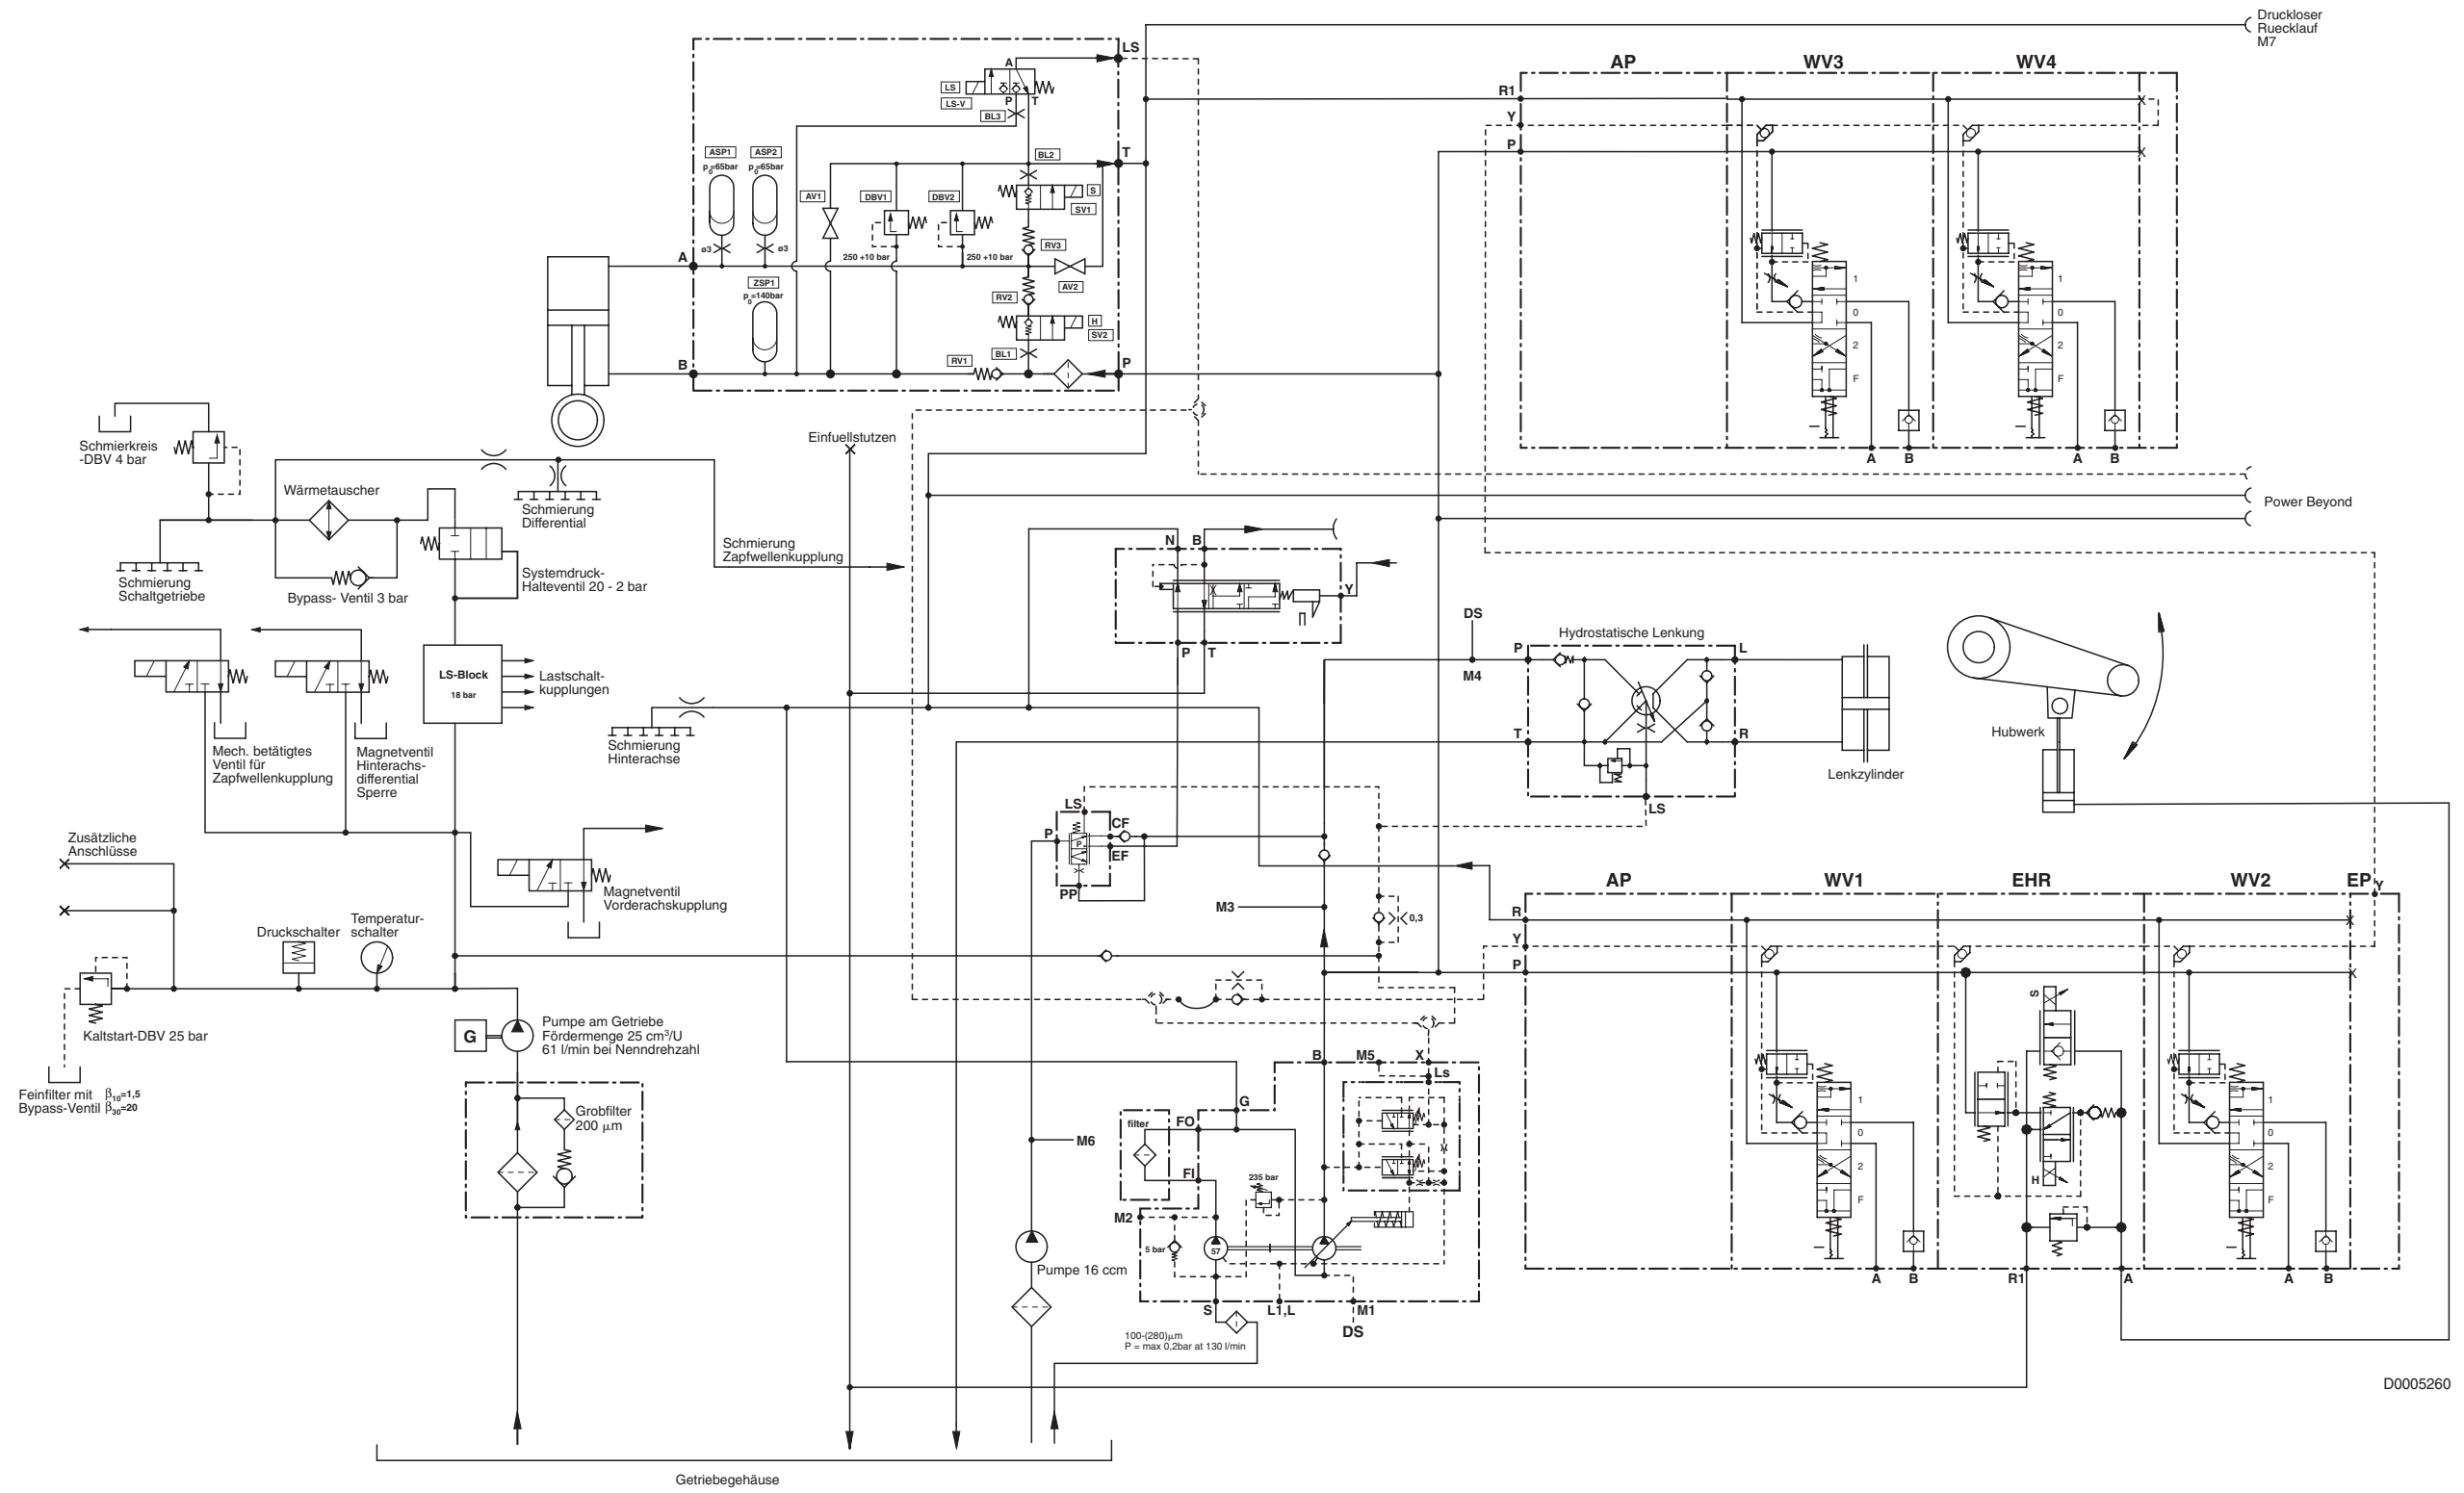 Druckloser
Ruecklauf
M7
LS
A
LS
LS-V
P
T
BL3
AP
WV3
WV4
R1
Y
P
ASP1
p0=65bar
ASP2
p0=65bar
BL2
T
AV1
DBV1
DBV2
S
SV1
ø3
ø3
RV3
250 +10 bar
250 +10 bar
A
AV2
ZSP1
p0=140bar
RV2
H
SV2
BL1
RV1
B
P
1
0
2
F
1
0
2
F
A
B
A
B
Schmierkreis
-DBV 4 bar
Einfuellstutzen
Wärmetauscher
Schmierung
Differential
Power Beyond
Schmierung
Zapfwellenkupplung
N
B
Y
P
T
Schmierung
Schaltgetriebe
Bypass- Ventil 3 bar
Systemdruck-
Halteventil 20 - 2 bar
LS-Block
18 bar
Lastschalt-
kupplungen
DS
M4
Hydrostatische Lenkung
P
L
T
R
LS
Lenkzylinder
Hubwerk
Mech. betätigtes
Ventil für
Zapfwellenkupplung
Magnetventil
Hinterachs-
differential
Sperre
Schmierung
Hinterachse
LS
P
CF
P
EF
PP
Zusätzliche
Anschlüsse
Magnetventil
Vorderachskupplung
M3
0,3
AP
WV1
EHR
WV2
EP
Y
R
Y
P
Druckschalter
Temperatur-
schalter
Kaltstart-DBV 25 bar
G
Pumpe am Getriebe
Fördermenge 25 cm³/U
61 l/min bei Nenndrehzahl
Feinfilter mit β10=1,5
Bypass-Ventil β30=20
Grobfilter
200 µm
B
M5
X
Ls
G
filter
FO
FI
M6
235 bar
M2
5 bar
57
Pumpe 16 ccm
S
L1,L
M1
DS
100-(280)µm
P = max 0,2bar at 130 l/min
S
H
1
0
2
F
1
0
2
F
A
B
R1
A
A
B
D0005260
Getriebegehäuse